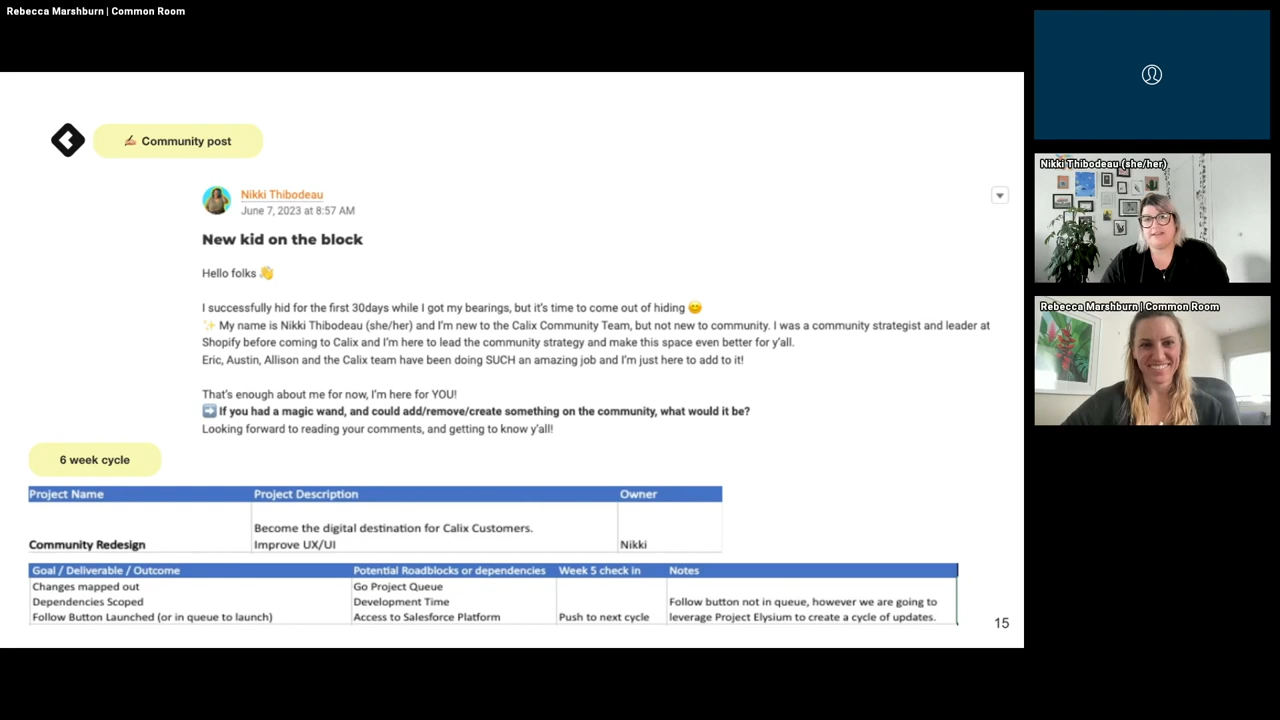 Rebecca Marshburn | Common Room
✍ Community post
Nikki Thibodeau
June 7, 2023 at 8:57 AM
New kid on the block
Hello folks 👋
I successfully hid for the first 30days while I got my bearings, but it's time to come out of hiding 😊
✨ My name is Nikki Thibodeau (she/her) and I'm new to the Calix Community Team, but not new to community. I was a community strategist and leader at
Shopify before coming to Calix and I'm here to lead the community strategy and make this space even better for y'all.
Eric, Austin, Allison and the Calix team have been doing SUCH an amazing job and I'm just here to add to it!
That's enough about me for now, I'm here for YOU!
➡️ If you had a magic wand, and could add/remove/create something on the community, what would it be?
Looking forward to reading your comments, and getting to know y'all!
6 week cycle
Project Name Project Description Owner
Become the digital destination for Calix Customers.
Community Redesign Improve UX/UI Nikki
Goal / Deliverable / Outcome Potential Roadblocks or dependencies Week 5 check in Notes
Changes mapped out Go Project Queue
Dependencies Scoped Development Time Follow button not in queue, however we are going to
Follow Button Launched (or in queue to launch) Access to Salesforce Platform Push to next cycle leverage Project Elysium to create a cycle of updates.
15
Nikki Thibodeau (she/her)
Rebecca Marshburn | Common Room